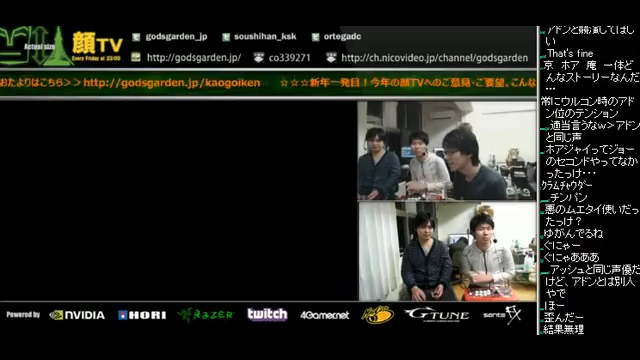 Actual size
顔TV
Every Friday at 23:00
godsgarden_jp
soushihan_ksk
ortegadc
http://godsgarden.jp/
co339271
http://ch.nicovideo.jp/channel/godsgarden
おたよりはこちら>>http://godsgarden.jp/kaogoiken
☆☆☆新年一発目！今年の顔TVへのご意見・ご要望、こんな
アドンと競演してほし
い
That's fine
京 ホア 庵 一体ど
んなストーリーなんだ
…
常にウルコン時のアド
ン位のテンション
適当言うなw>アドン
と同じ声
ホアジャイってジョー
のセコンドやってなか
ったっけ・・・
クラムチャウダー
チンパン
悪のムエタイ使いだっ
たっけ？
ゆがんでるね
ぐにゃー
ぐにゃあああ
アッシュと同じ声優だ
けど、アドンとは別人
やで
ほー
歪んだー
結果無理
Powered by
NVIDIA
HORI
RAZER
twitch
4Gamer.net
MadCatz
G-TUNE